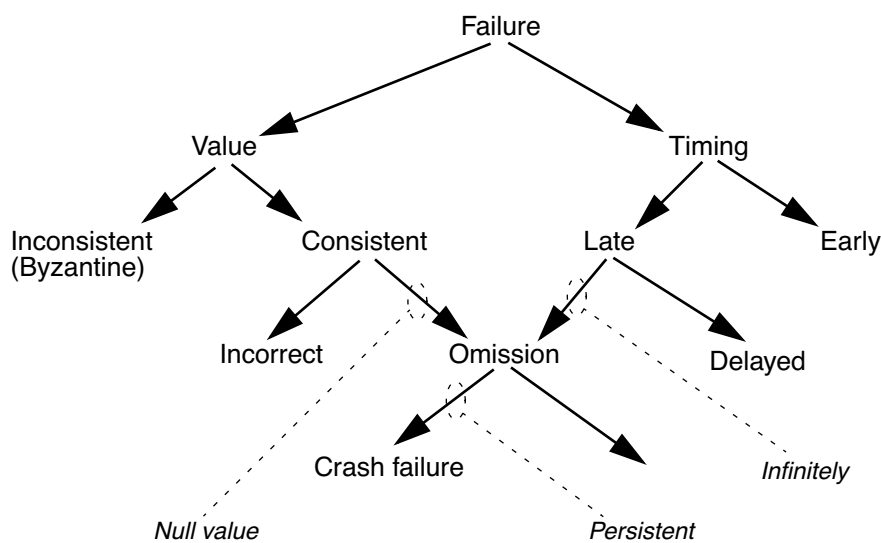 Failure
Value
Timing
Inconsistent
(Byzantine)
Consistent
Late
Early
Incorrect
Omission
Delayed
Crash failure
Infinitely
Null value
Persistent